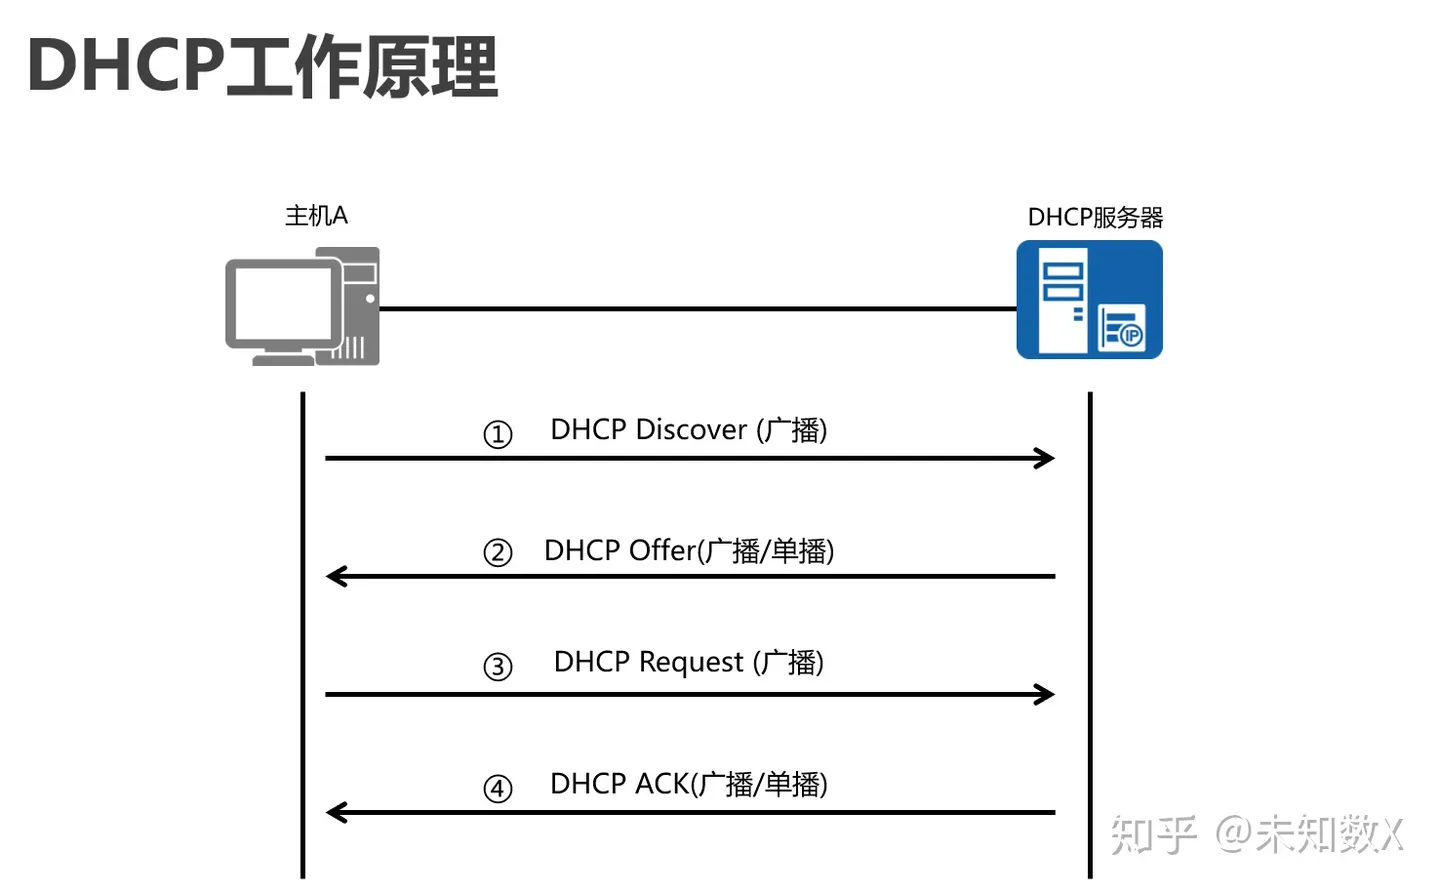 DHCP工作原理
主机A
DHCP服务器
IP
① DHCP Discover (广播)
② DHCP Offer(广播/单播)
③ DHCP Request (广播)
④ DHCP ACK(广播/单播)
知乎 @未知数X